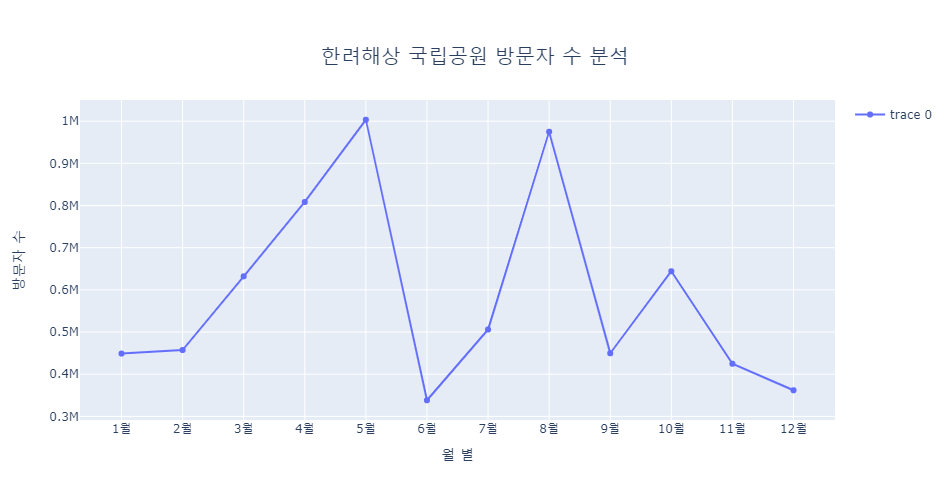 한려해상 국립공원 방문자 수 분석
trace 0
방문자 수
1M
0.9M
0.8M
0.7M
0.6M
0.5M
0.4M
0.3M
1월 2월 3월 4월 5월 6월 7월 8월 9월 10월 11월 12월
월 별